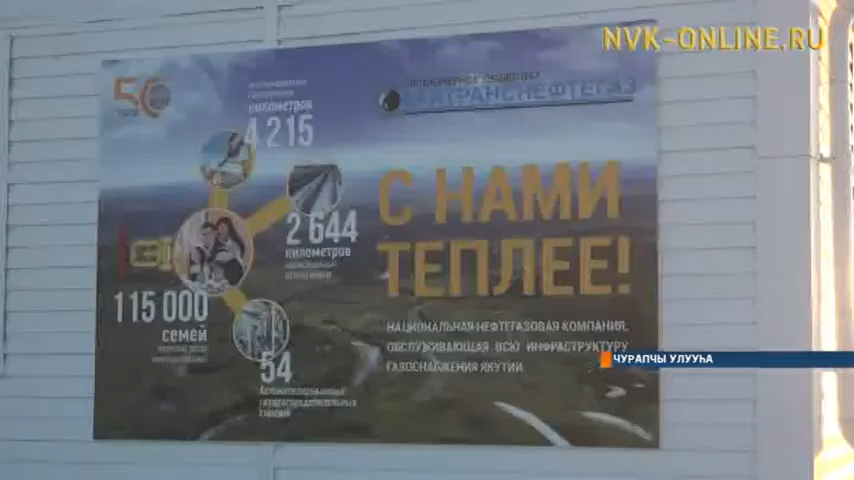 NVK-ONLINE.RU
50
километров
4 215
2 644
километров
115 000
семей
54
САХАТРАНСНЕФТЕГАЗ
С НАМИ
ТЕПЛЕЕ!
НАЦИОНАЛЬНАЯ НЕФТЕГАЗОВАЯ КОМПАНИЯ,
ОБСЛУЖИВАЮЩАЯ ВСЮ ИНФРАСТРУКТУРУ
ГАЗОСНАБЖЕНИЯ ЯКУТИИ
ЧУРАПЧЫ УЛУУҺА